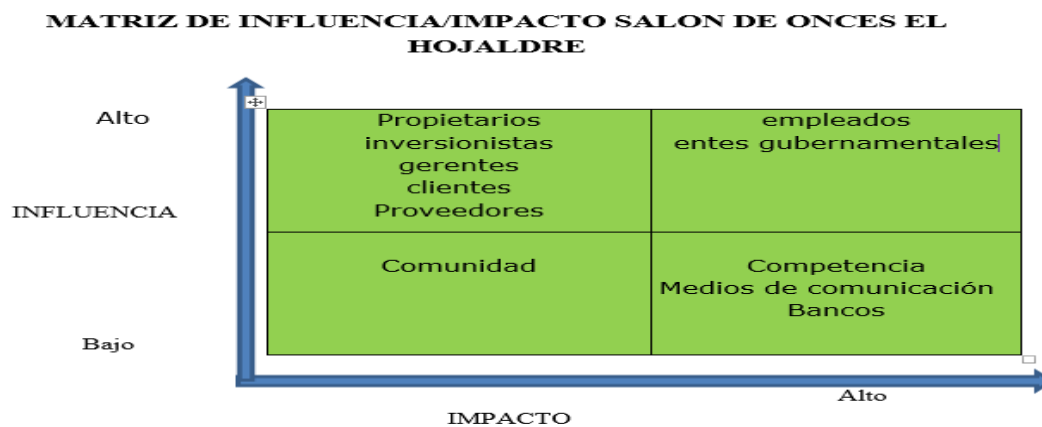 MATRIZ DE INFLUENCIA/IMPACTO SALON DE ONCES EL
HOJALDRE
Alto
Propietarios
inversionistas
gerentes
clientes
Proveedores
empleados
entes gubernamentales
INFLUENCIA
Comunidad
Competencia
Medios de comunicación
Bancos
Bajo
Alto
IMPACTO